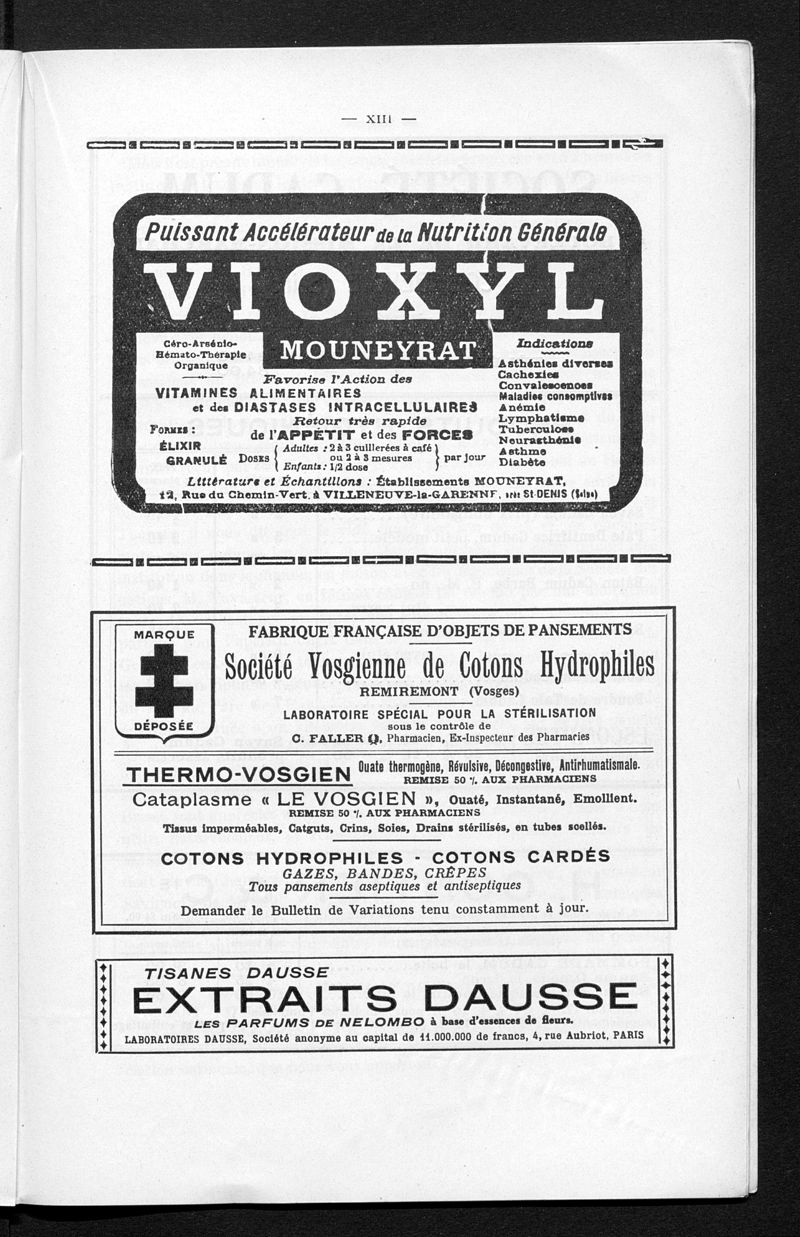 — XIII —
Puissant Accélérateur de la Nutrition Générale
VIOXYL
MOUNEYRAT
Céro-Arsénio-
Hémato-Thérapie
Organique
Favorise l'Action des
VITAMINES ALIMENTAIRES
et des DIASTASES INTRACELLULAIRES
Retour très rapide
de l'APPÉTIT et des FORCES
FORMES :
ÉLIXIR
GRANULÉ
DOSES
Adultes : 2 à 3 cuillerées à café
ou 2 à 3 mesures
Enfants : 1/2 dose
par jour
Indications
Asthénies diverses
Cachexies
Convalescences
Maladies consomptives
Anémie
Lymphatisme
Tuberculose
Neurasthénie
Asthme
Diabète
Littérature et Échantillons : Établissements MOUNEYRAT,
12, Rue du Chemin-Vert, à VILLENEUVE-la-GARENNE, près St-DENIS (Seine)
MARQUE
DÉPOSÉE
FABRIQUE FRANÇAISE D'OBJETS DE PANSEMENTS
Société Vosgienne de Cotons Hydrophiles
REMIREMONT (Vosges)
LABORATOIRE SPÉCIAL POUR LA STÉRILISATION
sous le contrôle de
C. FALLER, Pharmacien, Ex-Inspecteur des Pharmacies
THERMO-VOSGIEN Ouate thermogène, Révulsive, Décongestive, Antirhumatismale.
REMISE 50 % AUX PHARMACIENS
Cataplasme « LE VOSGIEN », Ouaté, Instantané, Emollient.
REMISE 50 % AUX PHARMACIENS
Tissus imperméables, Catguts, Crins, Soies, Drains stérilisés, en tubes scellés.
COTONS HYDROPHILES - COTONS CARDÉS
GAZES, BANDES, CRÊPES
Tous pansements aseptiques et antiseptiques
Demander le Bulletin de Variations tenu constamment à jour.
TISANES DAUSSE
EXTRAITS DAUSSE
LES PARFUMS DE NELOMBO à base d'essences de fleurs.
LABORATOIRES DAUSSE, Société anonyme au capital de 11.000.000 de francs, 4, rue Aubriot, PARIS